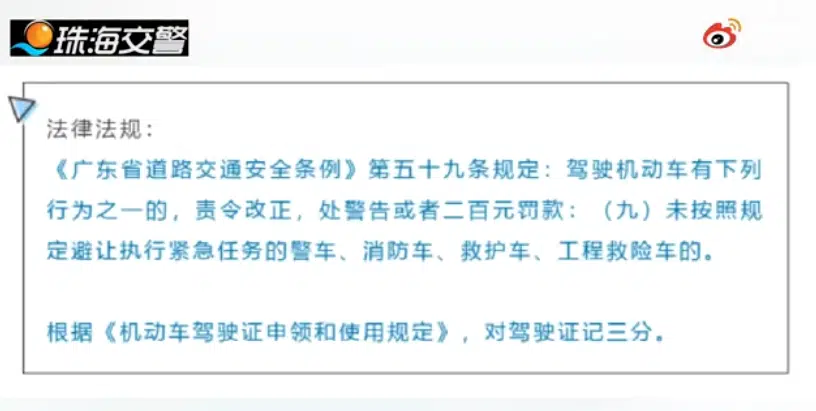 珠海交警
法律法规：
《广东省道路交通安全条例》第五十九条规定：驾驶机动车有下列
行为之一的，责令改正，处警告或者二百元罚款：（九）未按照规
定避让执行紧急任务的警车、消防车、救护车、工程救险车的。
根据《机动车驾驶证申领和使用规定》，对驾驶证记三分。